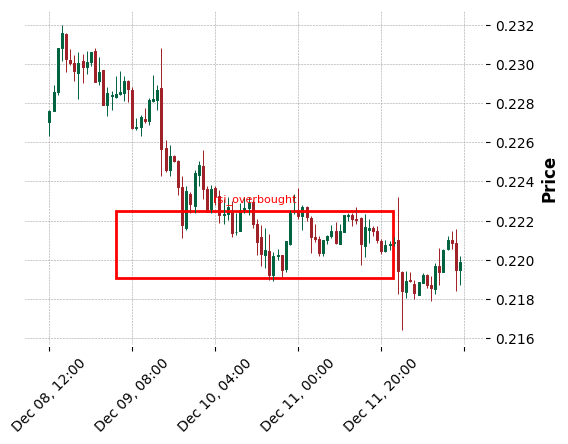 0.232
0.230
0.228
0.226
0.224
rsi_overbought
0.222
0.220
0.218
0.216
Price
Dec 08, 12:00
Dec 09, 08:00
Dec 10, 04:00
Dec 11, 00:00
Dec 11, 20:00